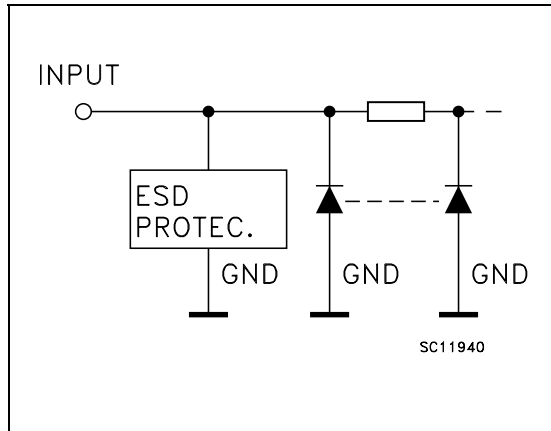 INPUT
ESD
PROTEC.
GND GND GND
SC11940